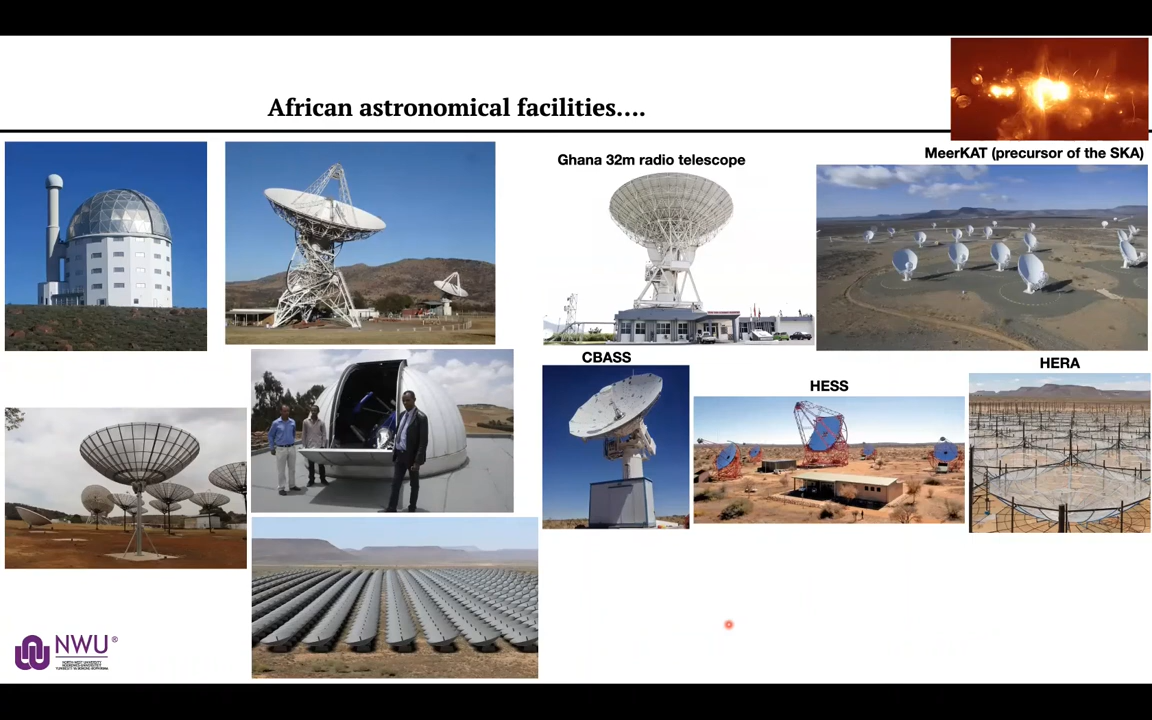 African astronomical facilities....
Ghana 32m radio telescope
MeerKAT (precursor of the SKA)
CBASS
HESS
HERA
NWU®